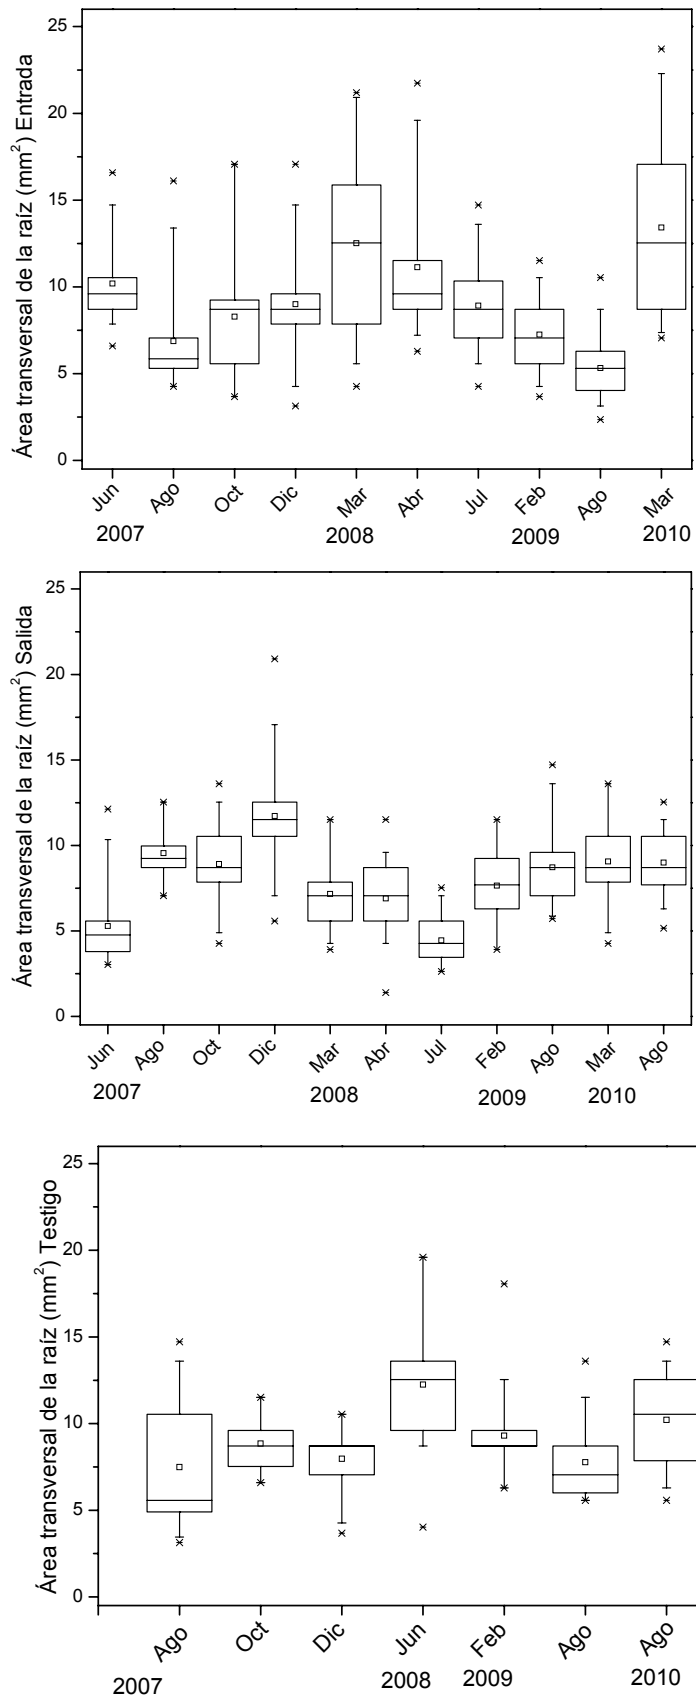 Área transversal de la raíz (mm²) Entrada
25
20
15
10
5
0
Jun Ago Oct Dic Mar Abr Jul Feb Ago Mar
2007 2008 2009 2010
Área transversal de la raíz (mm²) Salida
25
20
15
10
5
0
Jun Ago Oct Dic Mar Abr Jul Feb Ago Mar Ago
2007 2008 2009 2010
Área transversal de la raíz (mm²) Testigo
25
20
15
10
5
0
Ago Oct Dic Jun Feb Ago Ago
2007 2008 2009 2010